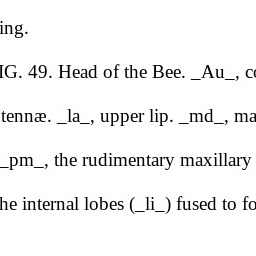 ing.
IG. 49. Head of the Bee. _Au_, co
tennæ. _la_, upper lip. _md_, ma
_pm_, the rudimentary maxillary
he internal lobes (_li_) fused to fo